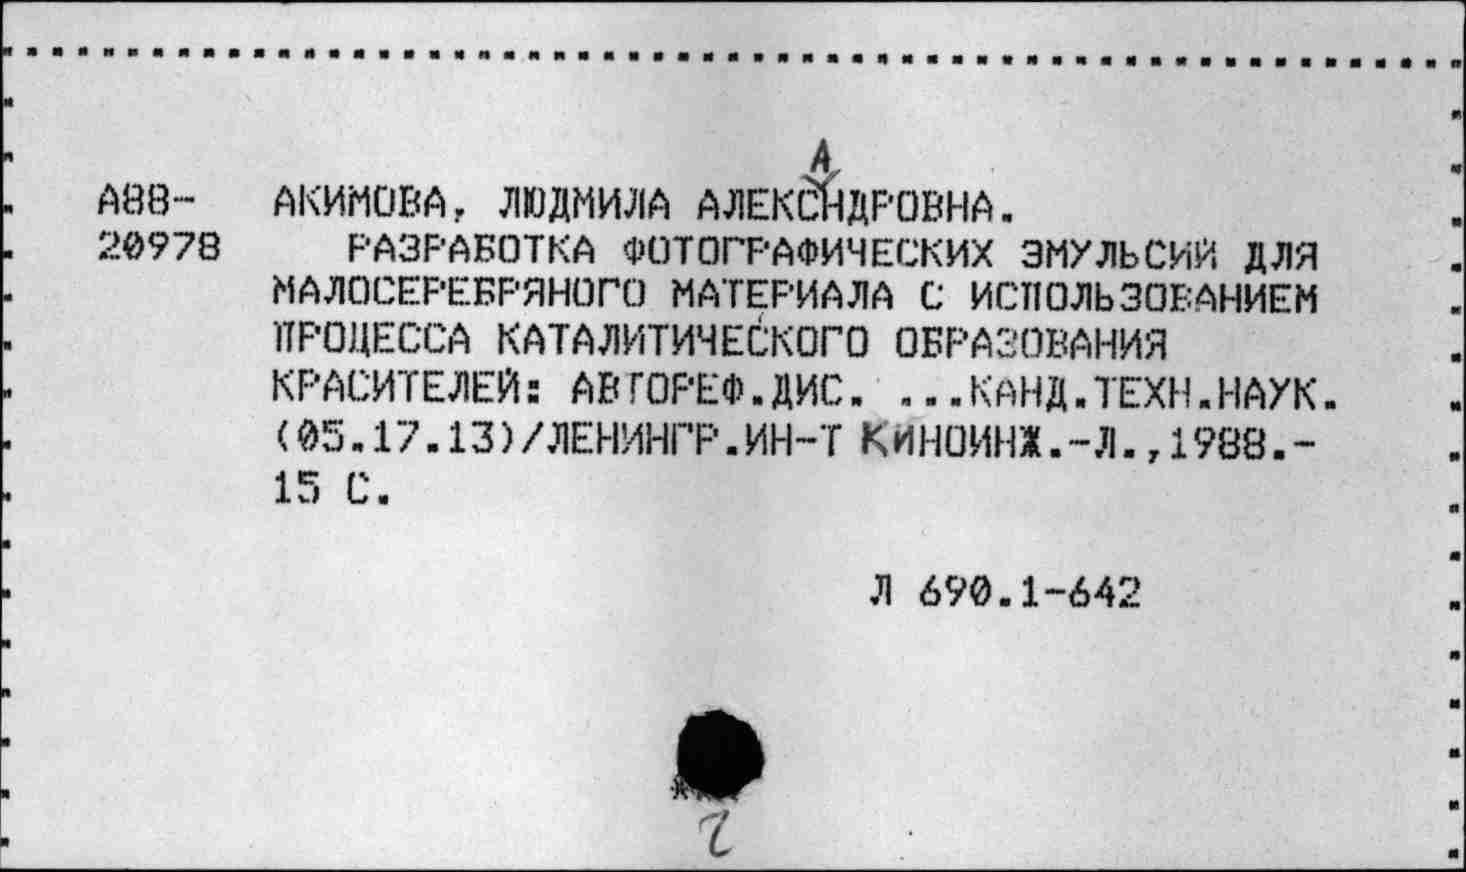 А88- АКИМОВА, ЛЮДМИЛА АЛЕКСАНДРОВНА.
20978 РАЗРАБОТКА ФОТОГРАФИЧЕСКИХ ЭМУЛЬСИЙ ДЛЯ
МАЛОСЕРЕБРЯНОГО МАТЕРИАЛА С ИСПОЛЬЗОВАНИЕМ
ПРОЦЕССА КАТАЛИТИЧЕСКОГО ОБРАЗОВАНИЯ
КРАСИТЕЛЕЙ: АВТОРЕФ.ДИС. ...КАНД.ТЕХН.НАУК.
(05.17.13)/ЛЕНИНГР.ИН-Т КИНОИНЖ.-Л.,1988.-
15 С.
Л 690.1-642